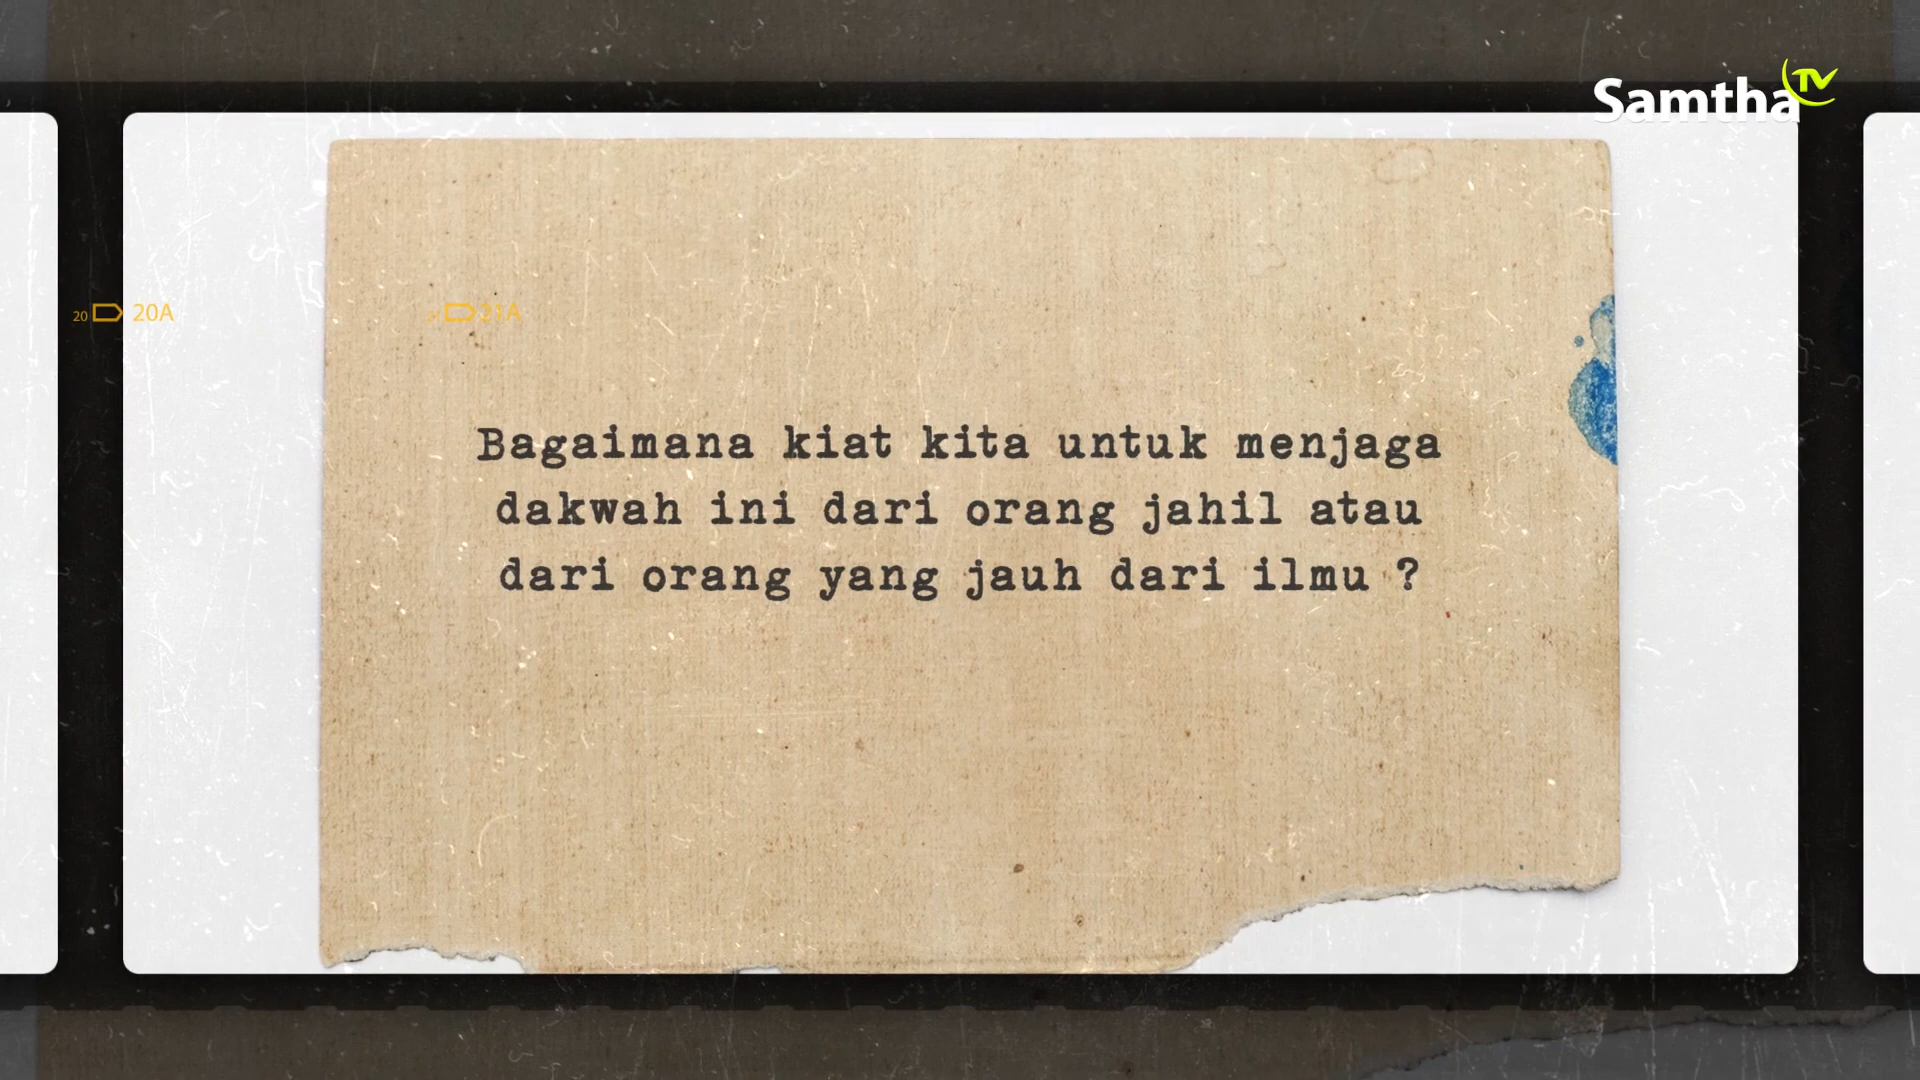 Samtha TV
20 20A 21A
Bagaimana kiat kita untuk menjaga
dakwah ini dari orang jahil atau
dari orang yang jauh dari ilmu ?